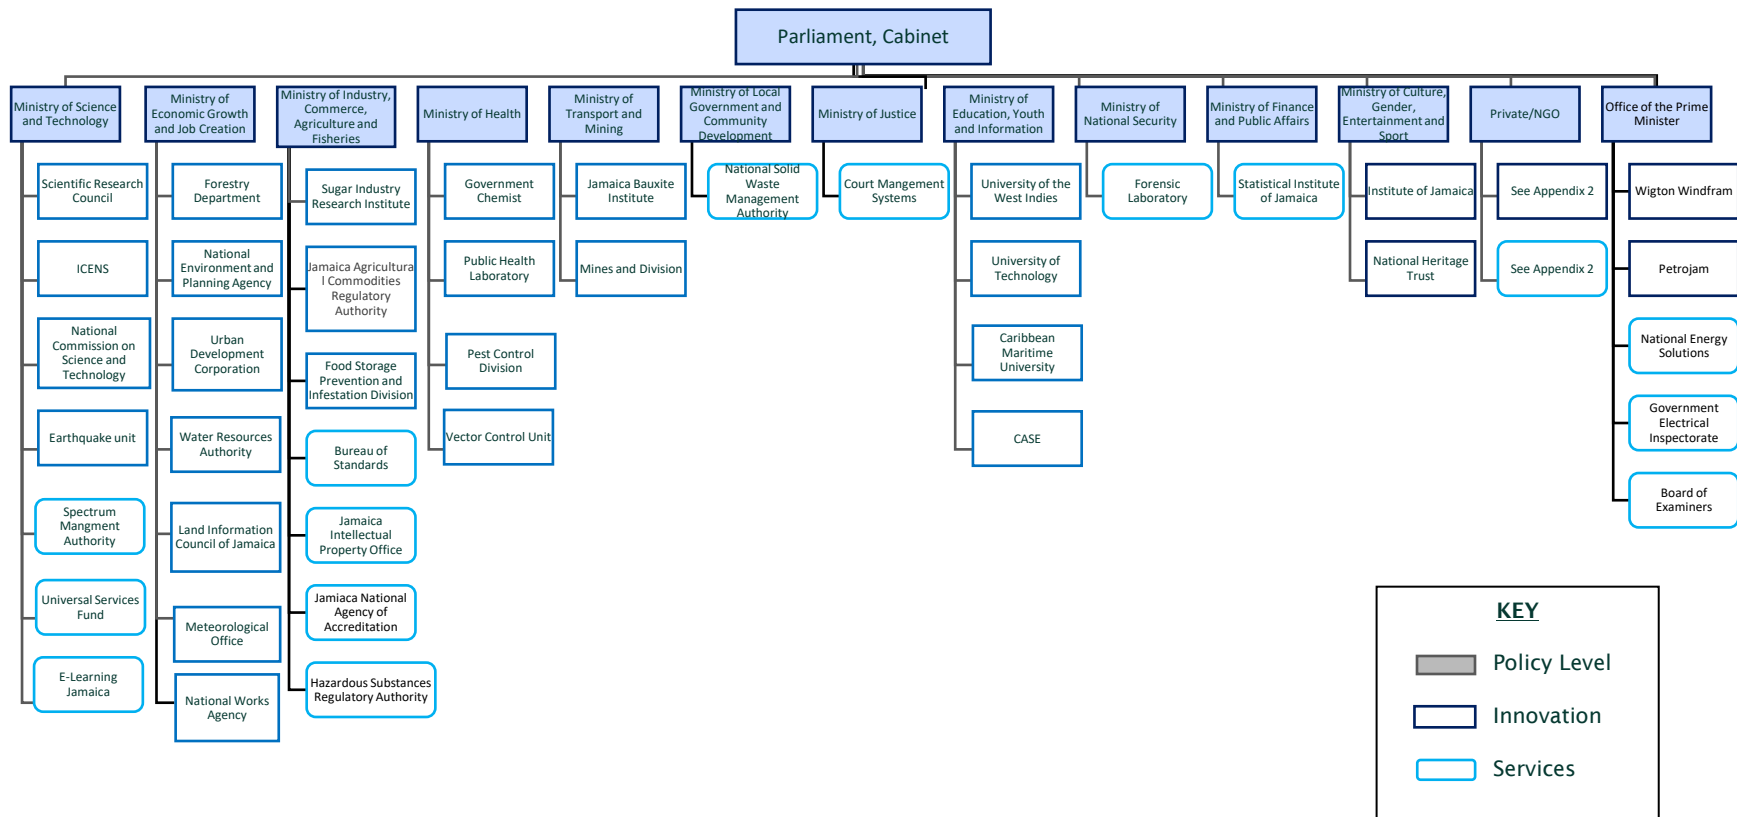 Parliament, Cabinet
Ministry of Science
and Technology
Ministry of
Economic Growth
and Job Creation
Ministry of Industry,
Commerce,
Agriculture and
Fisheries
Ministry of Health
Ministry of
Transport and
Mining
Ministry of Local
Government and
Community
Development
Ministry of Justice
Ministry of
Education, Youth
and Information
Ministry of
National Security
Ministry of Finance
and Public Affairs
Ministry of Culture,
Gender,
Entertainment and
Sport
Private/NGO
Office of the Prime
Minister
Scientific Research
Council
ICENS
National
Commission on
Science and
Technology
Earthquake unit
Spectrum
Mangment
Authority
Universal Services
Fund
E-Learning
Jamaica
Forestry
Department
National
Environment and
Planning Agency
Urban
Development
Corporation
Water Resources
Authority
Land Information
Council of Jamaica
Meteorological
Office
National Works
Agency
Sugar Industry
Research Institute
Jamaica Agricultura
l Commodities
Regulatory
Authority
Food Storage
Prevention and
Infestation Division
Bureau of
Standards
Jamaica
Intellectual
Property Office
Jamiaca National
Agency of
Accreditation
Hazardous Substances
Regulatory Authority
Government
Chemist
Public Health
Laboratory
Pest Control
Division
Vector Control Unit
Jamaica Bauxite
Institute
Mines and Division
National Solid
Waste
Management
Authority
Court Mangement
Systems
University of the
West Indies
University of
Technology
Caribbean
Maritime
University
CASE
Forensic
Laboratory
Statistical Institute
of Jamaica
Institute of Jamaica
National Heritage
Trust
See Appendix 2
See Appendix 2
Wigton Windfram
Petrojam
National Energy
Solutions
Government
Electrical
Inspectorate
Board of
Examiners
KEY
Policy Level
Innovation
Services